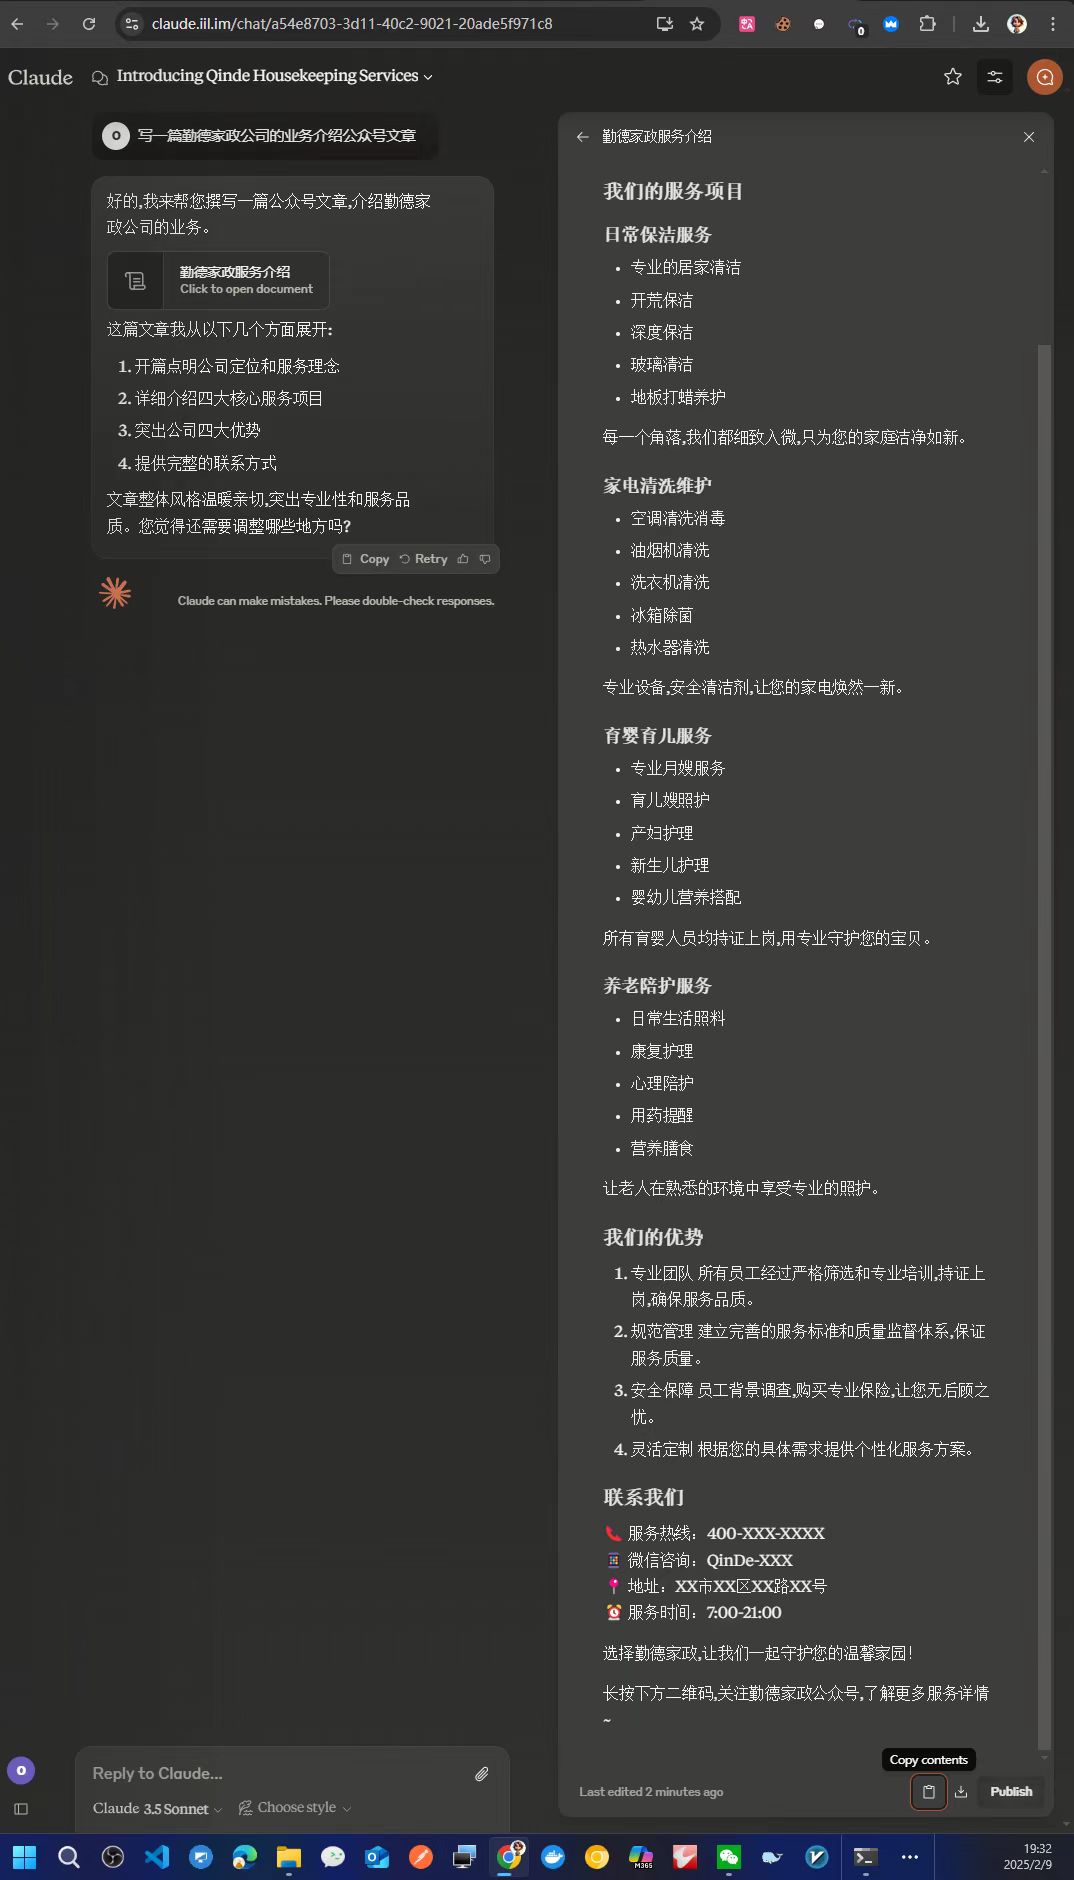 claude.iil.im/chat/a54e8703-3d11-40c2-9021-20ade5f971c8
0
Claude
Introducing Qinde Housekeeping Services
O
写一篇勤德家政公司的业务介绍公众号文章
好的,我来帮您撰写一篇公众号文章,介绍勤德家
政公司的业务。
勤德家政服务介绍
Click to open document
这篇文章我从以下几个方面展开:
1. 开篇点明公司定位和服务理念
2. 详细介绍四大核心服务项目
3. 突出公司四大优势
4. 提供完整的联系方式
文章整体风格温暖亲切,突出专业性和服务品
质。您觉得还需要调整哪些地方吗?
Copy Retry
Claude can make mistakes. Please double-check responses.
勤德家政服务介绍
我们的服务项目
日常保洁服务
• 专业的居家清洁
• 开荒保洁
• 深度保洁
• 玻璃清洁
• 地板打蜡养护
每一个角落,我们都细致入微,只为您的家庭洁净如新。
家电清洗维护
• 空调清洗消毒
• 油烟机清洗
• 洗衣机清洗
• 冰箱除菌
• 热水器清洗
专业设备,安全清洁剂,让您的家电焕然一新。
育婴育儿服务
• 专业月嫂服务
• 育儿嫂照护
• 产妇护理
• 新生儿护理
• 婴幼儿营养搭配
所有育婴人员均持证上岗,用专业守护您的宝贝。
养老陪护服务
• 日常生活照料
• 康复护理
• 心理陪护
• 用药提醒
• 营养膳食
让老人在熟悉的环境中享受专业的照护。
我们的优势
1. 专业团队 所有员工经过严格筛选和专业培训,持证上
岗,确保服务品质。
2. 规范管理 建立完善的服务标准和质量监督体系,保证
服务质量。
3. 安全保障 员工背景调查,购买专业保险,让您无后顾之
忧。
4. 灵活定制 根据您的具体需求提供个性化服务方案。
联系我们
📞 服务热线：400-XXX-XXXX
📱 微信咨询：QinDe-XXX
📍 地址：XX市XX区XX路XX号
⏰ 服务时间：7:00-21:00
选择勤德家政,让我们一起守护您的温馨家园!
长按下方二维码,关注勤德家政公众号,了解更多服务详情
~
Copy contents
Last edited 2 minutes ago
Publish
O
Reply to Claude...
Claude 3.5 Sonnet
Choose style
M365
19:32
2025/2/9